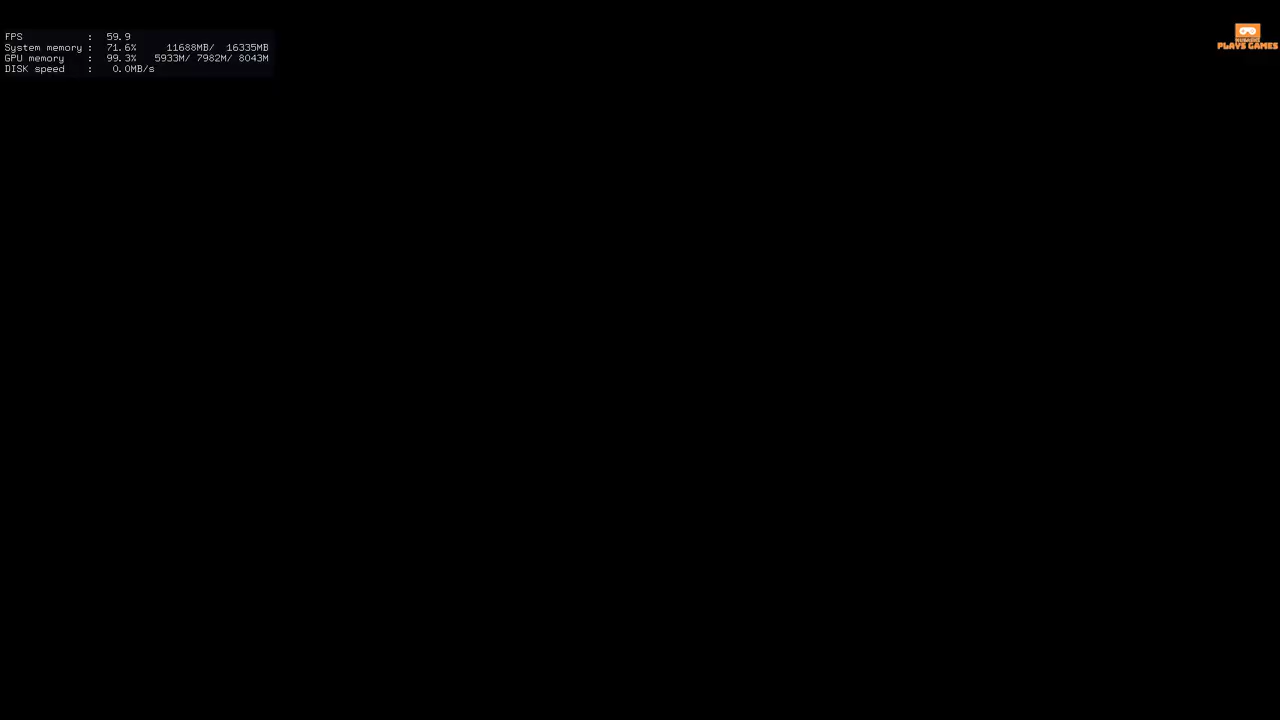 FPS : 59.9
System memory : 71.6% 11688MB/ 16335MB
GPU memory : 99.3% 5933M/ 7982M/ 8043M
DISK speed : 0.0MB/s
PLAYS GAMES